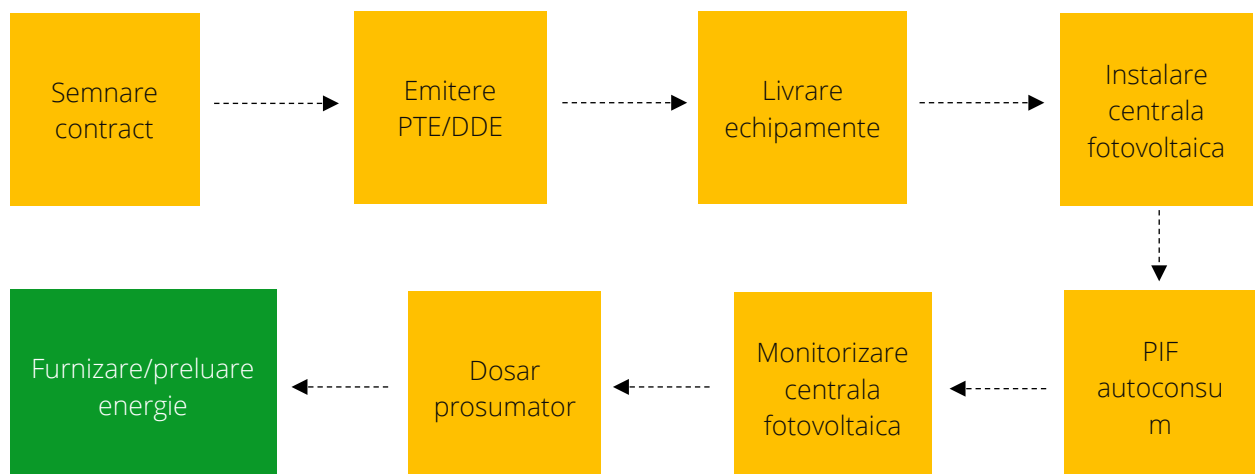 Semnare
contract
Emitere
PTE/DDE
Livrare
echipamente
Instalare
centrala
fotovoltaica
PIF
autoconsu
m
Monitorizare
centrala
fotovoltaica
Dosar
prosumator
Furnizare/preluare
energie